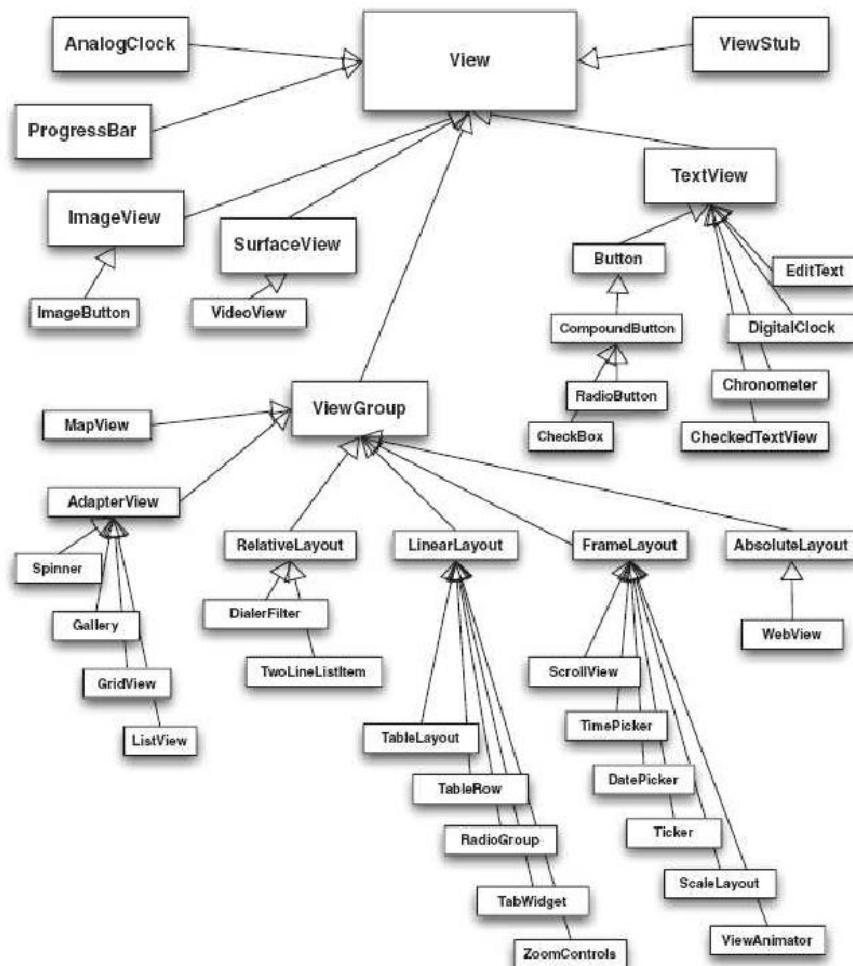 AnalogClock
View
ViewStub
ProgressBar
TextView
ImageView
SurfaceView
Button
EditText
ImageButton
VideoView
CompoundButton
DigitalClock
ViewGroup
Chronometer
RadioButton
MapView
CheckBox
CheckedTextView
AdapterView
RelativeLayout
LinearLayout
FrameLayout
AbsoluteLayout
Spinner
DialerFilter
Gallery
WebView
TwoLineListItem
ScrollView
GridView
TimePicker
ListView
TableLayout
DatePicker
TableRow
Ticker
RadioGroup
ScaleLayout
TabWidget
ViewAnimator
ZoomControls